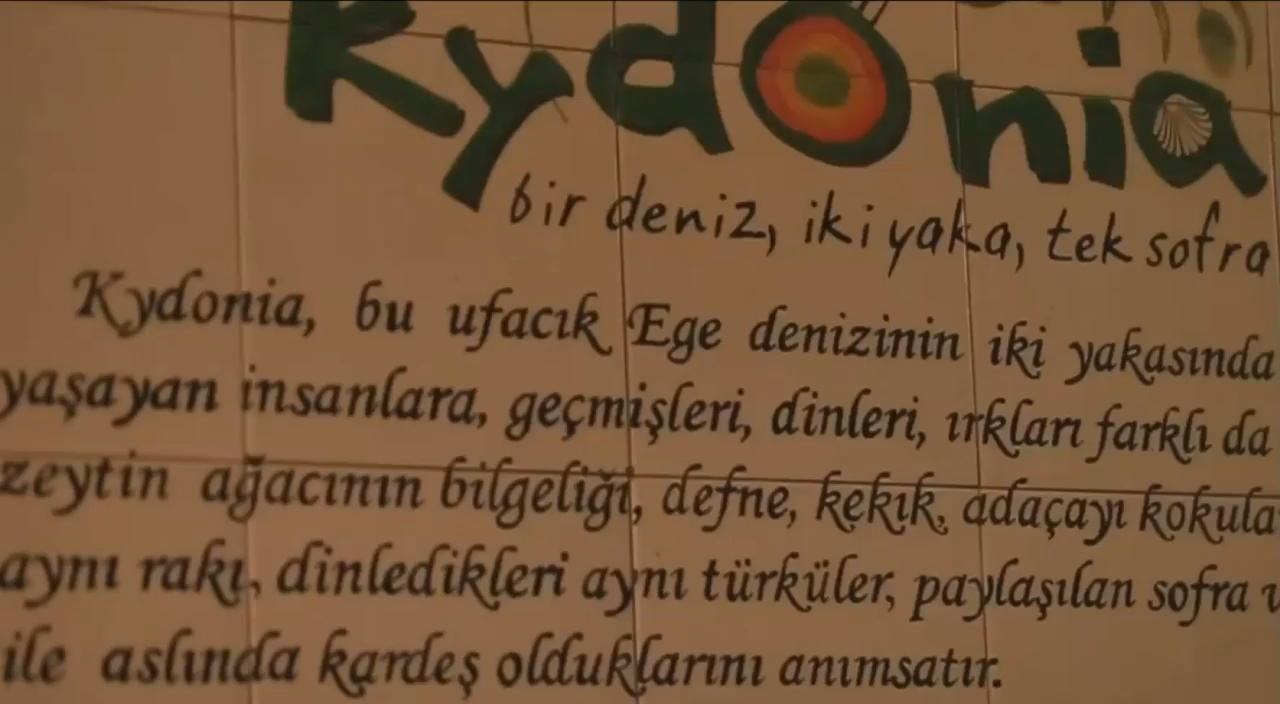 Kydonia
bir deniz, iki yaka, tek sofra
Kydonia, bu ufacık Ege denizinin iki yakasında
yaşayan insanlara, geçmişleri, dinleri, ırkları farklı da
zeytin ağacının bilgeliği, defne, kekik, adaçayı kokula
aynı rakı, dinledikleri aynı türküler, paylaşılan sofra
ile aslında kardeş olduklarını anımsatır.